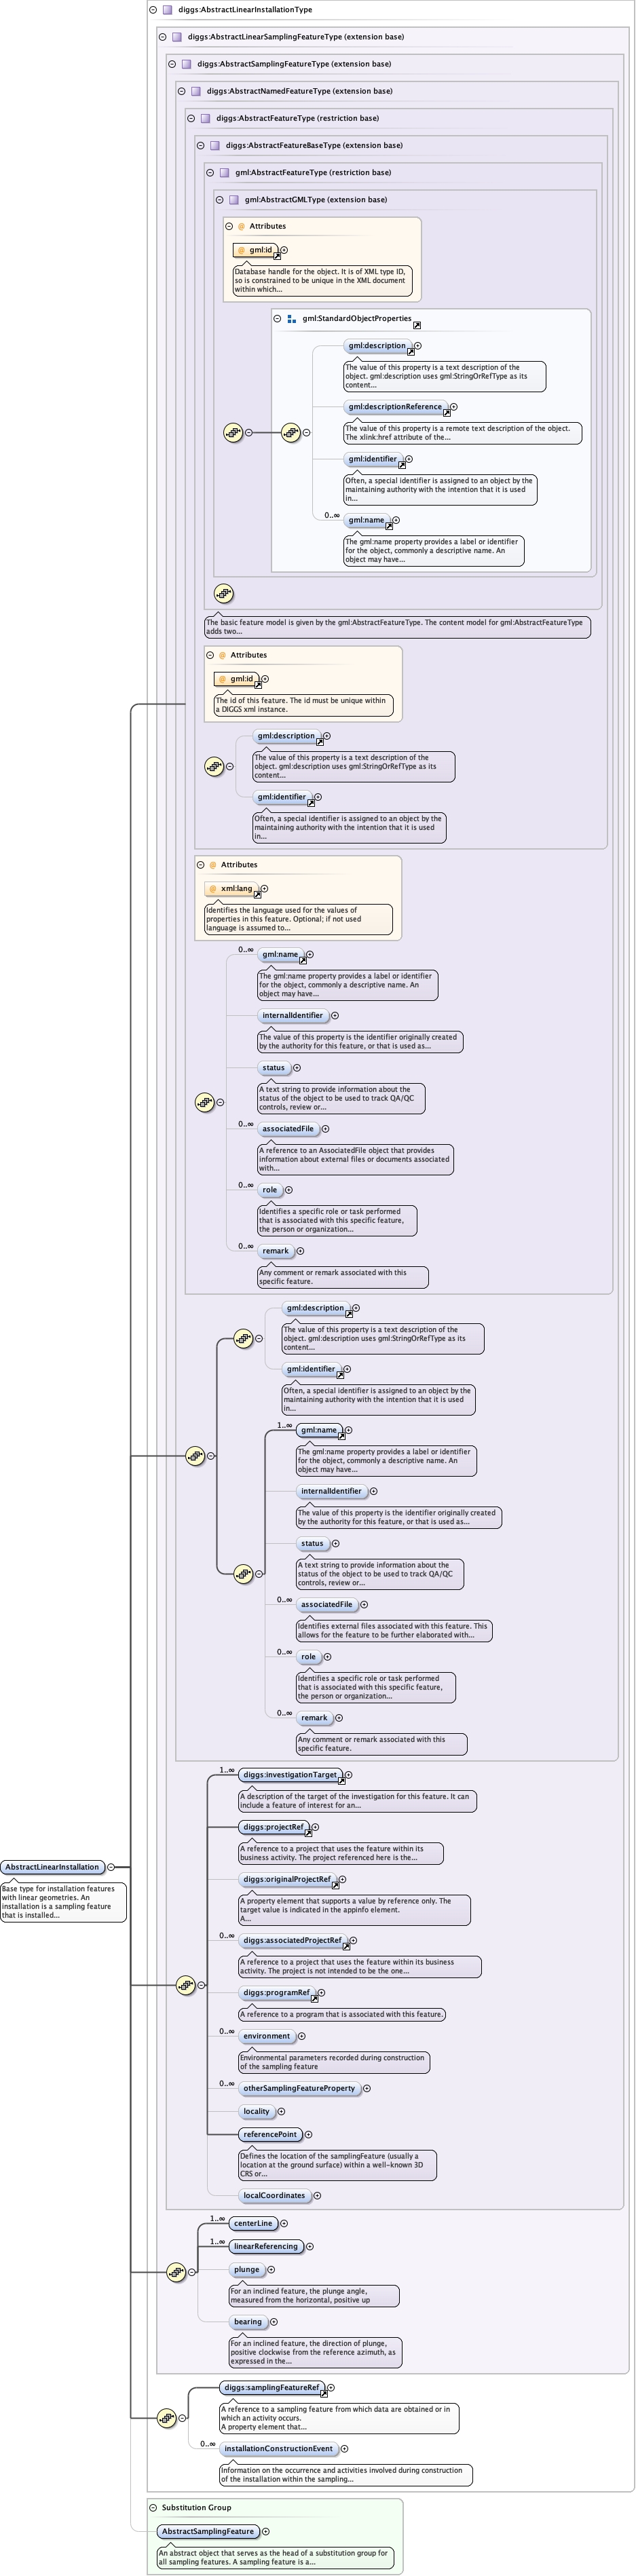 diggs:AbstractLinearInstallationType
diggs:AbstractLinearSamplingFeatureType (extension base)
diggs:AbstractSamplingFeatureType (extension base)
diggs:AbstractNamedFeatureType (extension base)
diggs:AbstractFeatureType (restriction base)
diggs:AbstractFeatureBaseType (extension base)
gml:AbstractFeatureType (restriction base)
gml:AbstractGMLType (extension base)
@ Attributes
@ gml:id
Database handle for the object. It is of XML type ID,
so is constrained to be unique in the XML document
within which...
gml:StandardObjectProperties
gml:description
The value of this property is a text description of the
object. gml:description uses gml:StringOrRefType as its
content...
gml:descriptionReference
The value of this property is a remote text description of the object.
The xlink:href attribute of the...
gml:identifier
Often, a special identifier is assigned to an object by the
maintaining authority with the intention that it is used
in...
0..∞
gml:name
The gml:name property provides a label or identifier
for the object, commonly a descriptive name. An
object may have...
The basic feature model is given by the gml:AbstractFeatureType. The content model for gml:AbstractFeatureType
adds two...
@ Attributes
@ gml:id
The id of this feature. The id must be unique within
a DIGGS xml instance.
gml:description
The value of this property is a text description of the
object. gml:description uses gml:StringOrRefType as its
content...
gml:identifier
Often, a special identifier is assigned to an object by the
maintaining authority with the intention that it is used
in...
@ Attributes
@ xml:lang
Identifies the language used for the values of
properties in this feature. Optional; if not used
language is assumed to...
0..∞
gml:name
The gml:name property provides a label or identifier
for the object, commonly a descriptive name. An
object may have...
internalIdentifier
The value of this property is the identifier originally created
by the authority for this feature, or that is used as...
status
A text string to provide information about the
status of the object to be used to track QA/QC
controls, review or...
0..∞
associatedFile
A reference to an AssociatedFile object that provides
information about external files or documents associated
with...
0..∞
role
Identifies a specific role or task performed
that is associated with this specific feature,
the person or organization...
0..∞
remark
Any comment or remark associated with this
specific feature.
gml:description
The value of this property is a text description of the
object. gml:description uses gml:StringOrRefType as its
content...
gml:identifier
Often, a special identifier is assigned to an object by the
maintaining authority with the intention that it is used
in...
1..∞
gml:name
The gml:name property provides a label or identifier
for the object, commonly a descriptive name. An
object may have...
internalIdentifier
The value of this property is the identifier originally created
by the authority for this feature, or that is used as...
status
A text string to provide information about the
status of the object to be used to track QA/QC
controls, review or...
0..∞
associatedFile
Identifies external files associated with this feature. This
allows for the feature to be further elaborated with...
0..∞
role
Identifies a specific role or task performed
that is associated with this specific feature,
the person or organization...
0..∞
remark
Any comment or remark associated with this
specific feature.
1..∞
diggs:investigationTarget
A description of the target of the investigation for this feature. It can
include a feature of interest for an...
diggs:projectRef
A reference to a project that uses the feature within its
business activity. The project referenced here is the...
AbstractLinearInstallation
Base type for installation features
with linear geometries. An
installation is a sampling feature
that is installed...
diggs:originalProjectRef
A property element that supports a value by reference only. The
target value is indicated in the appinfo element.
A...
0..∞
diggs:associatedProjectRef
A reference to a project that uses the feature within its business
activity. The project is not intended to be the one...
0..∞
diggs:programRef
A reference to a program that is associated with this feature.
0..∞
environment
Environmental parameters recorded during construction
of the sampling feature
0..∞
otherSamplingFeatureProperty
locality
referencePoint
Defines the location of the samplingFeature (usually a
location at the ground surface) within a well-known 3D
CRS or...
localCoordinates
1..∞
centerLine
1..∞
linearReferencing
plunge
For an inclined feature, the plunge angle,
measured from the horizontal, positive up
bearing
For an inclined feature, the direction of plunge,
positive clockwise from the reference azimuth, as
expressed in the...
diggs:samplingFeatureRef
A reference to a sampling feature from which data are obtained or in
which an activity occurs.
A property element that...
0..∞
installationConstructionEvent
Information on the occurrence and activities involved during construction
of the installation within the sampling...
Substitution Group
AbstractSamplingFeature
An abstract object that serves as the head of a substitution group for
all sampling features. A sampling feature is a...